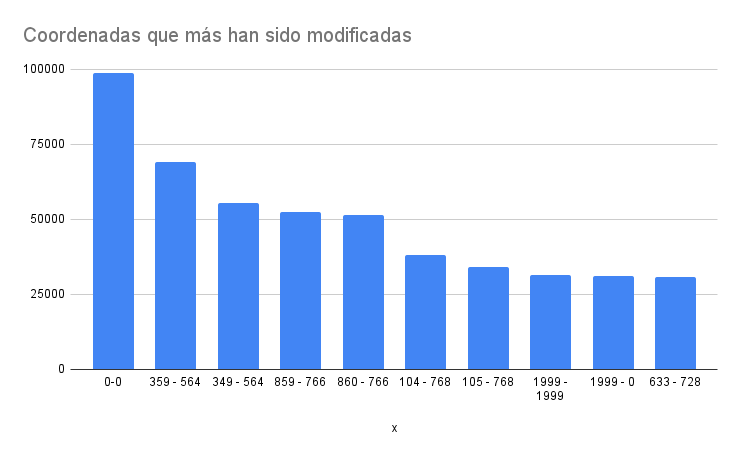 Coordenadas que más han sido modificadas
100000
75000
50000
25000
0
0-0 359 - 564 349 - 564 859 - 766 860 - 766 104 - 768 105 - 768 1999 - 1999 1999 - 0 633 - 728
x